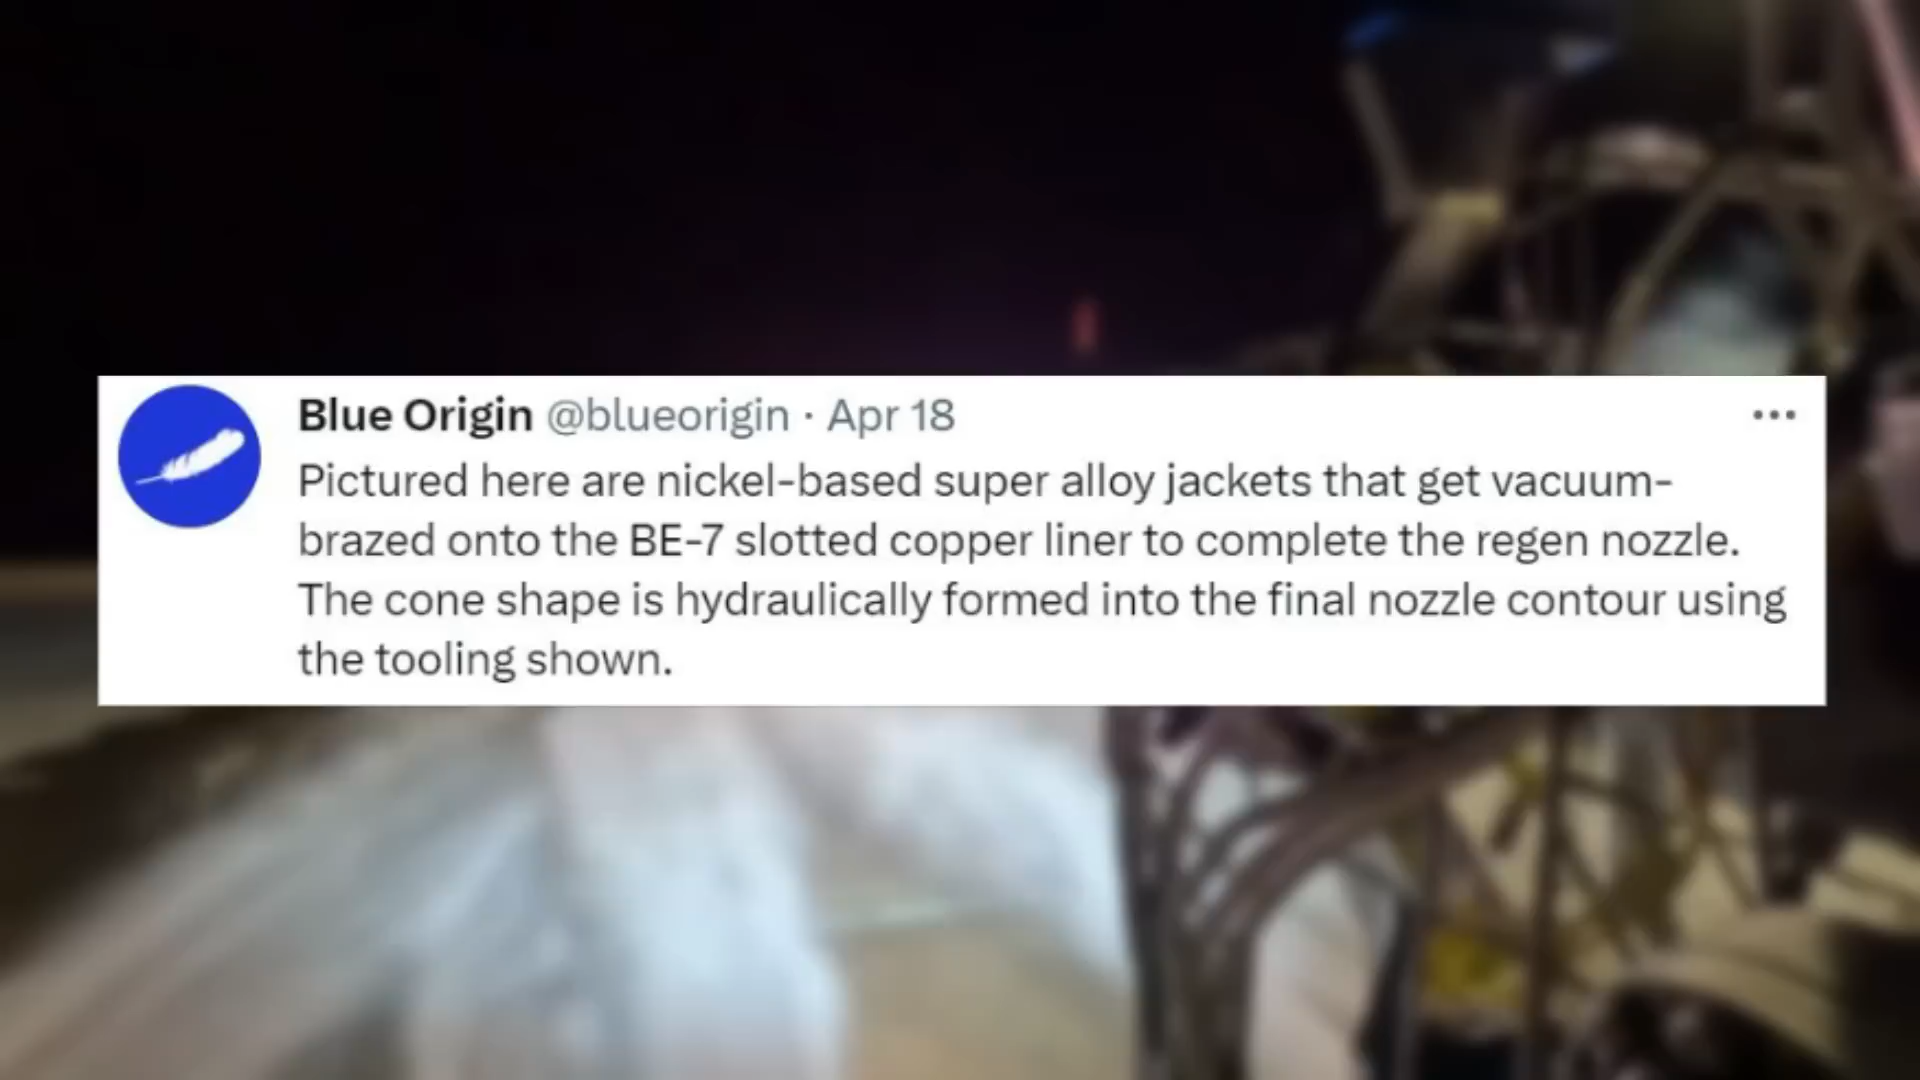 Blue Origin @blueorigin · Apr 18
Pictured here are nickel-based super alloy jackets that get vacuum-
brazed onto the BE-7 slotted copper liner to complete the regen nozzle.
The cone shape is hydraulically formed into the final nozzle contour using
the tooling shown.